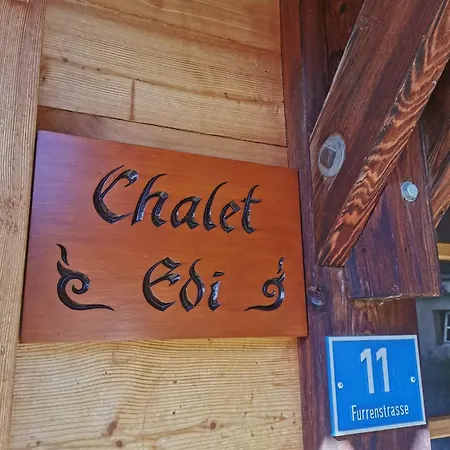 Chalet
Edi
11
Furrenstrasse